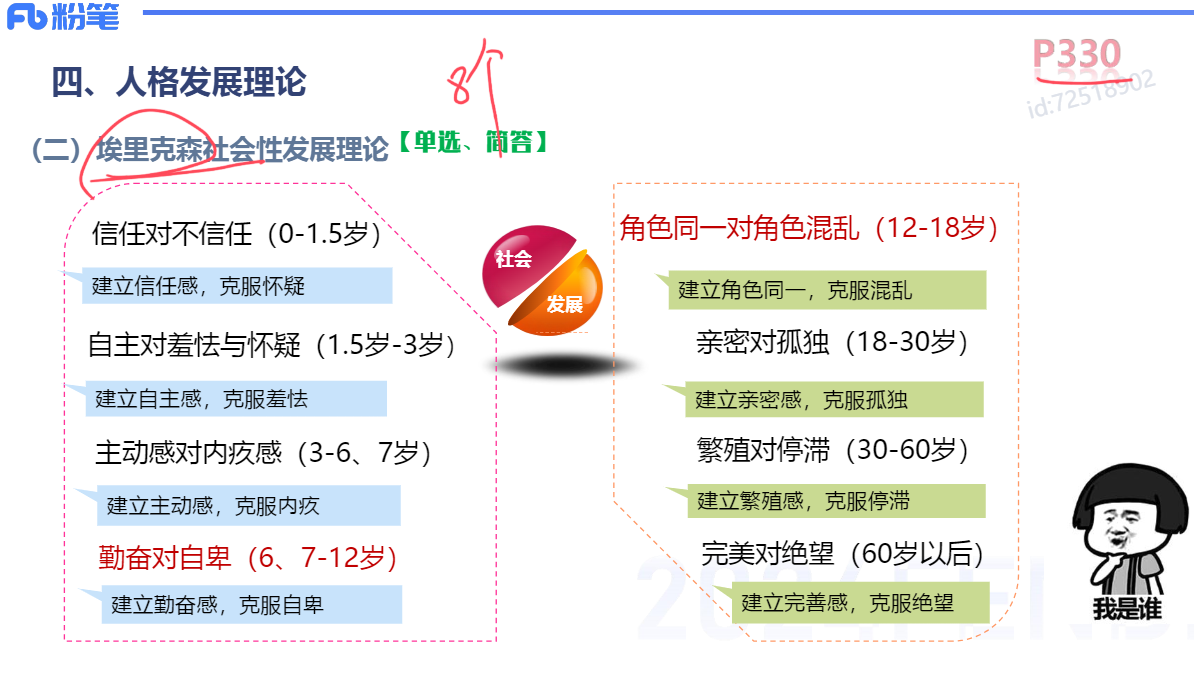 粉笔
P330
id:72518902
8个
四、人格发展理论
（二）埃里克森社会性发展理论【单选、简答】
信任对不信任（0-1.5岁）
建立信任感，克服怀疑
自主对羞怯与怀疑（1.5岁-3岁）
建立自主感，克服羞怯
主动感对内疚感（3-6、7岁）
建立主动感，克服内疚
勤奋对自卑（6、7-12岁）
建立勤奋感，克服自卑
社会
发展
角色同一对角色混乱（12-18岁）
建立角色同一，克服混乱
亲密对孤独（18-30岁）
建立亲密感，克服孤独
繁殖对停滞（30-60岁）
建立繁殖感，克服停滞
完美对绝望（60岁以后）
建立完善感，克服绝望
我是谁